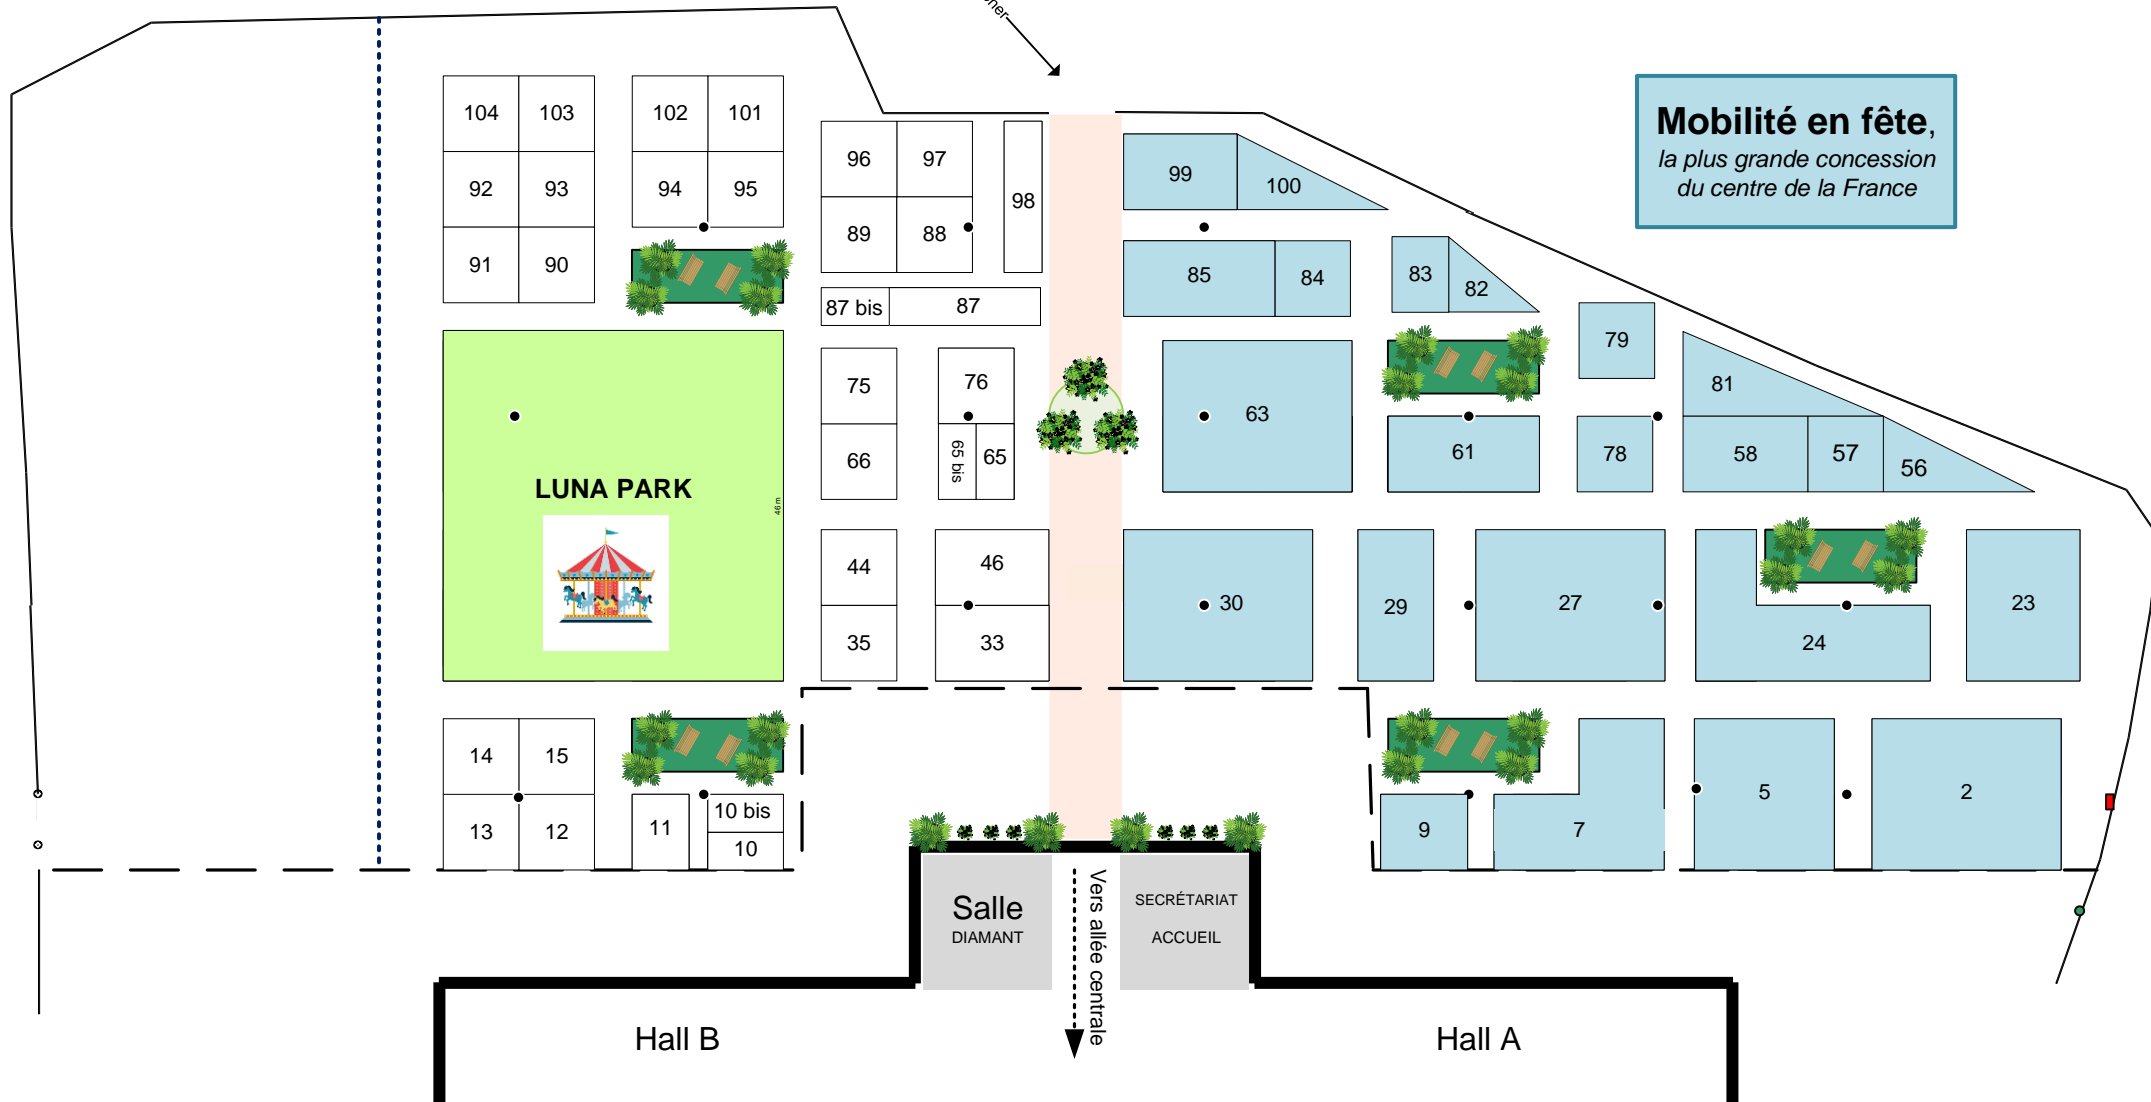 Mobilité en fête,
la plus grande concession
du centre de la France
104 103 102 101
96 97 98
99 100
92 93 94 95
89 88
91 90
85 84 83 82
87 bis 87
79
75 76
63
81
66 65 bis 65
61 78 58 57 56
LUNA PARK
46 m
44 46
30 29 27 24 23
35 33
14 15
13 12 11 10 bis
10
9 7 5 2
Salle
DIAMANT
Vers allée centrale
SECRÉTARIAT
ACCUEIL
Hall B
Hall A